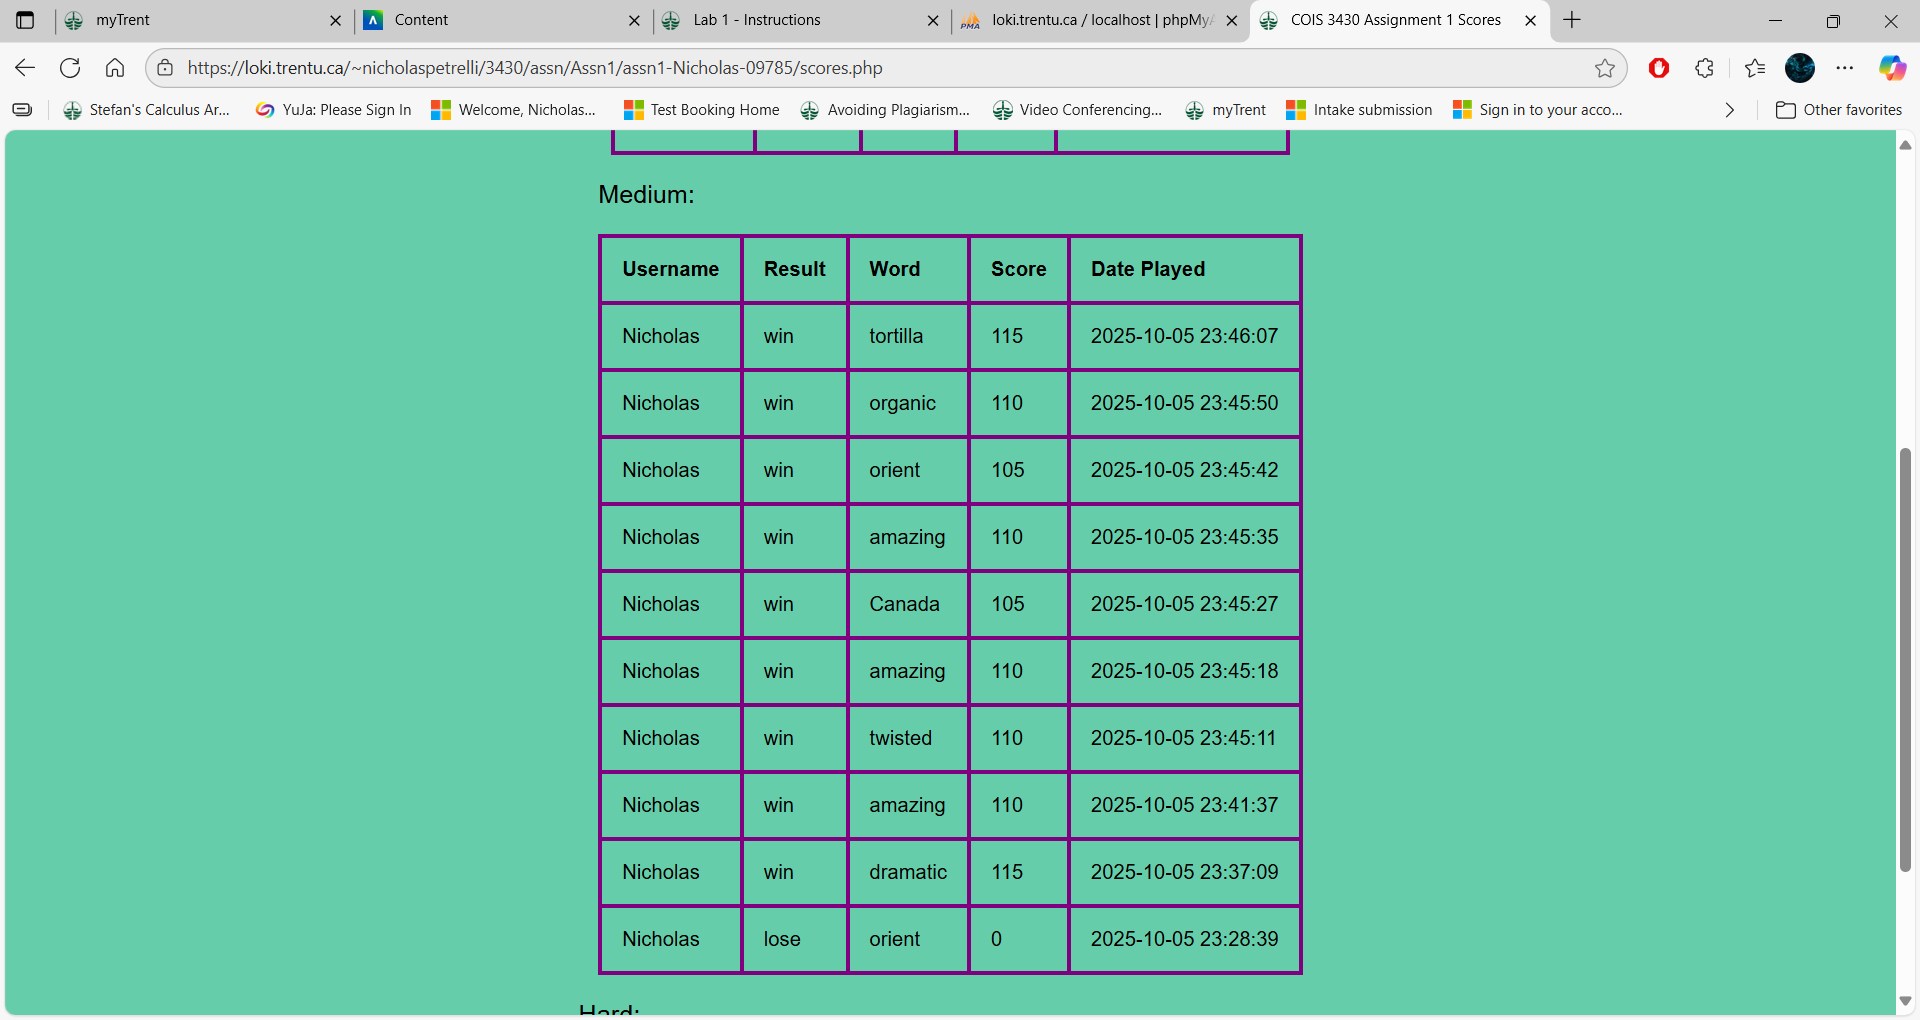 myTrent
Content
Lab 1 - Instructions
loki.trentu.ca / localhost | phpMyA
COIS 3430 Assignment 1 Scores
https://loki.trentu.ca/~nicholaspetrelli/3430/assn/Assn1/assn1-Nicholas-09785/scores.php
Stefan's Calculus Ar...
YuJa: Please Sign In
Welcome, Nicholas...
Test Booking Home
Avoiding Plagiarism...
Video Conferencing...
myTrent
Intake submission
Sign in to your acco...
Other favorites
Medium:
Username Result Word Score Date Played
Nicholas win tortilla 115 2025-10-05 23:46:07
Nicholas win organic 110 2025-10-05 23:45:50
Nicholas win orient 105 2025-10-05 23:45:42
Nicholas win amazing 110 2025-10-05 23:45:35
Nicholas win Canada 105 2025-10-05 23:45:27
Nicholas win amazing 110 2025-10-05 23:45:18
Nicholas win twisted 110 2025-10-05 23:45:11
Nicholas win amazing 110 2025-10-05 23:41:37
Nicholas win dramatic 115 2025-10-05 23:37:09
Nicholas lose orient 0 2025-10-05 23:28:39
Hard: